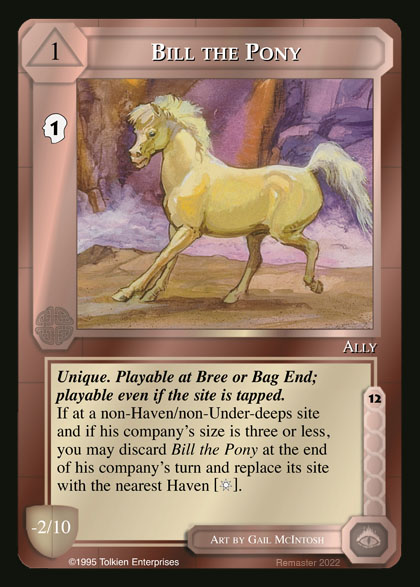 1
BILL THE PONY
1
ALLY
Unique. Playable at Bree or Bag End;
playable even if the site is tapped.
If at a non-Haven/non-Under-deeps site
and if his company's size is three or less,
you may discard Bill the Pony at the end
of his company's turn and replace its site
with the nearest Haven [].
12
-2/10
ART BY GAIL MCINTOSH
©1995 Tolkien Enterprises
Remaster 2022